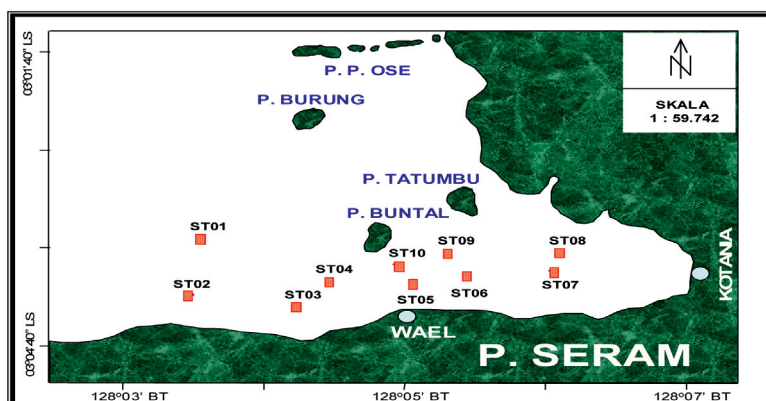 03°01'40" LS
P. P. OSE
P. BURUNG
SKALA
1 : 59.742
N
P. TATUMBU
P. BUNTAL
ST01
ST02
ST03
ST04
ST10
ST09
ST05
ST06
ST08
ST07
KOTANIA
WAEL
P. SERAM
03°04'40" LS
128°03' BT
128°05' BT
128°07' BT